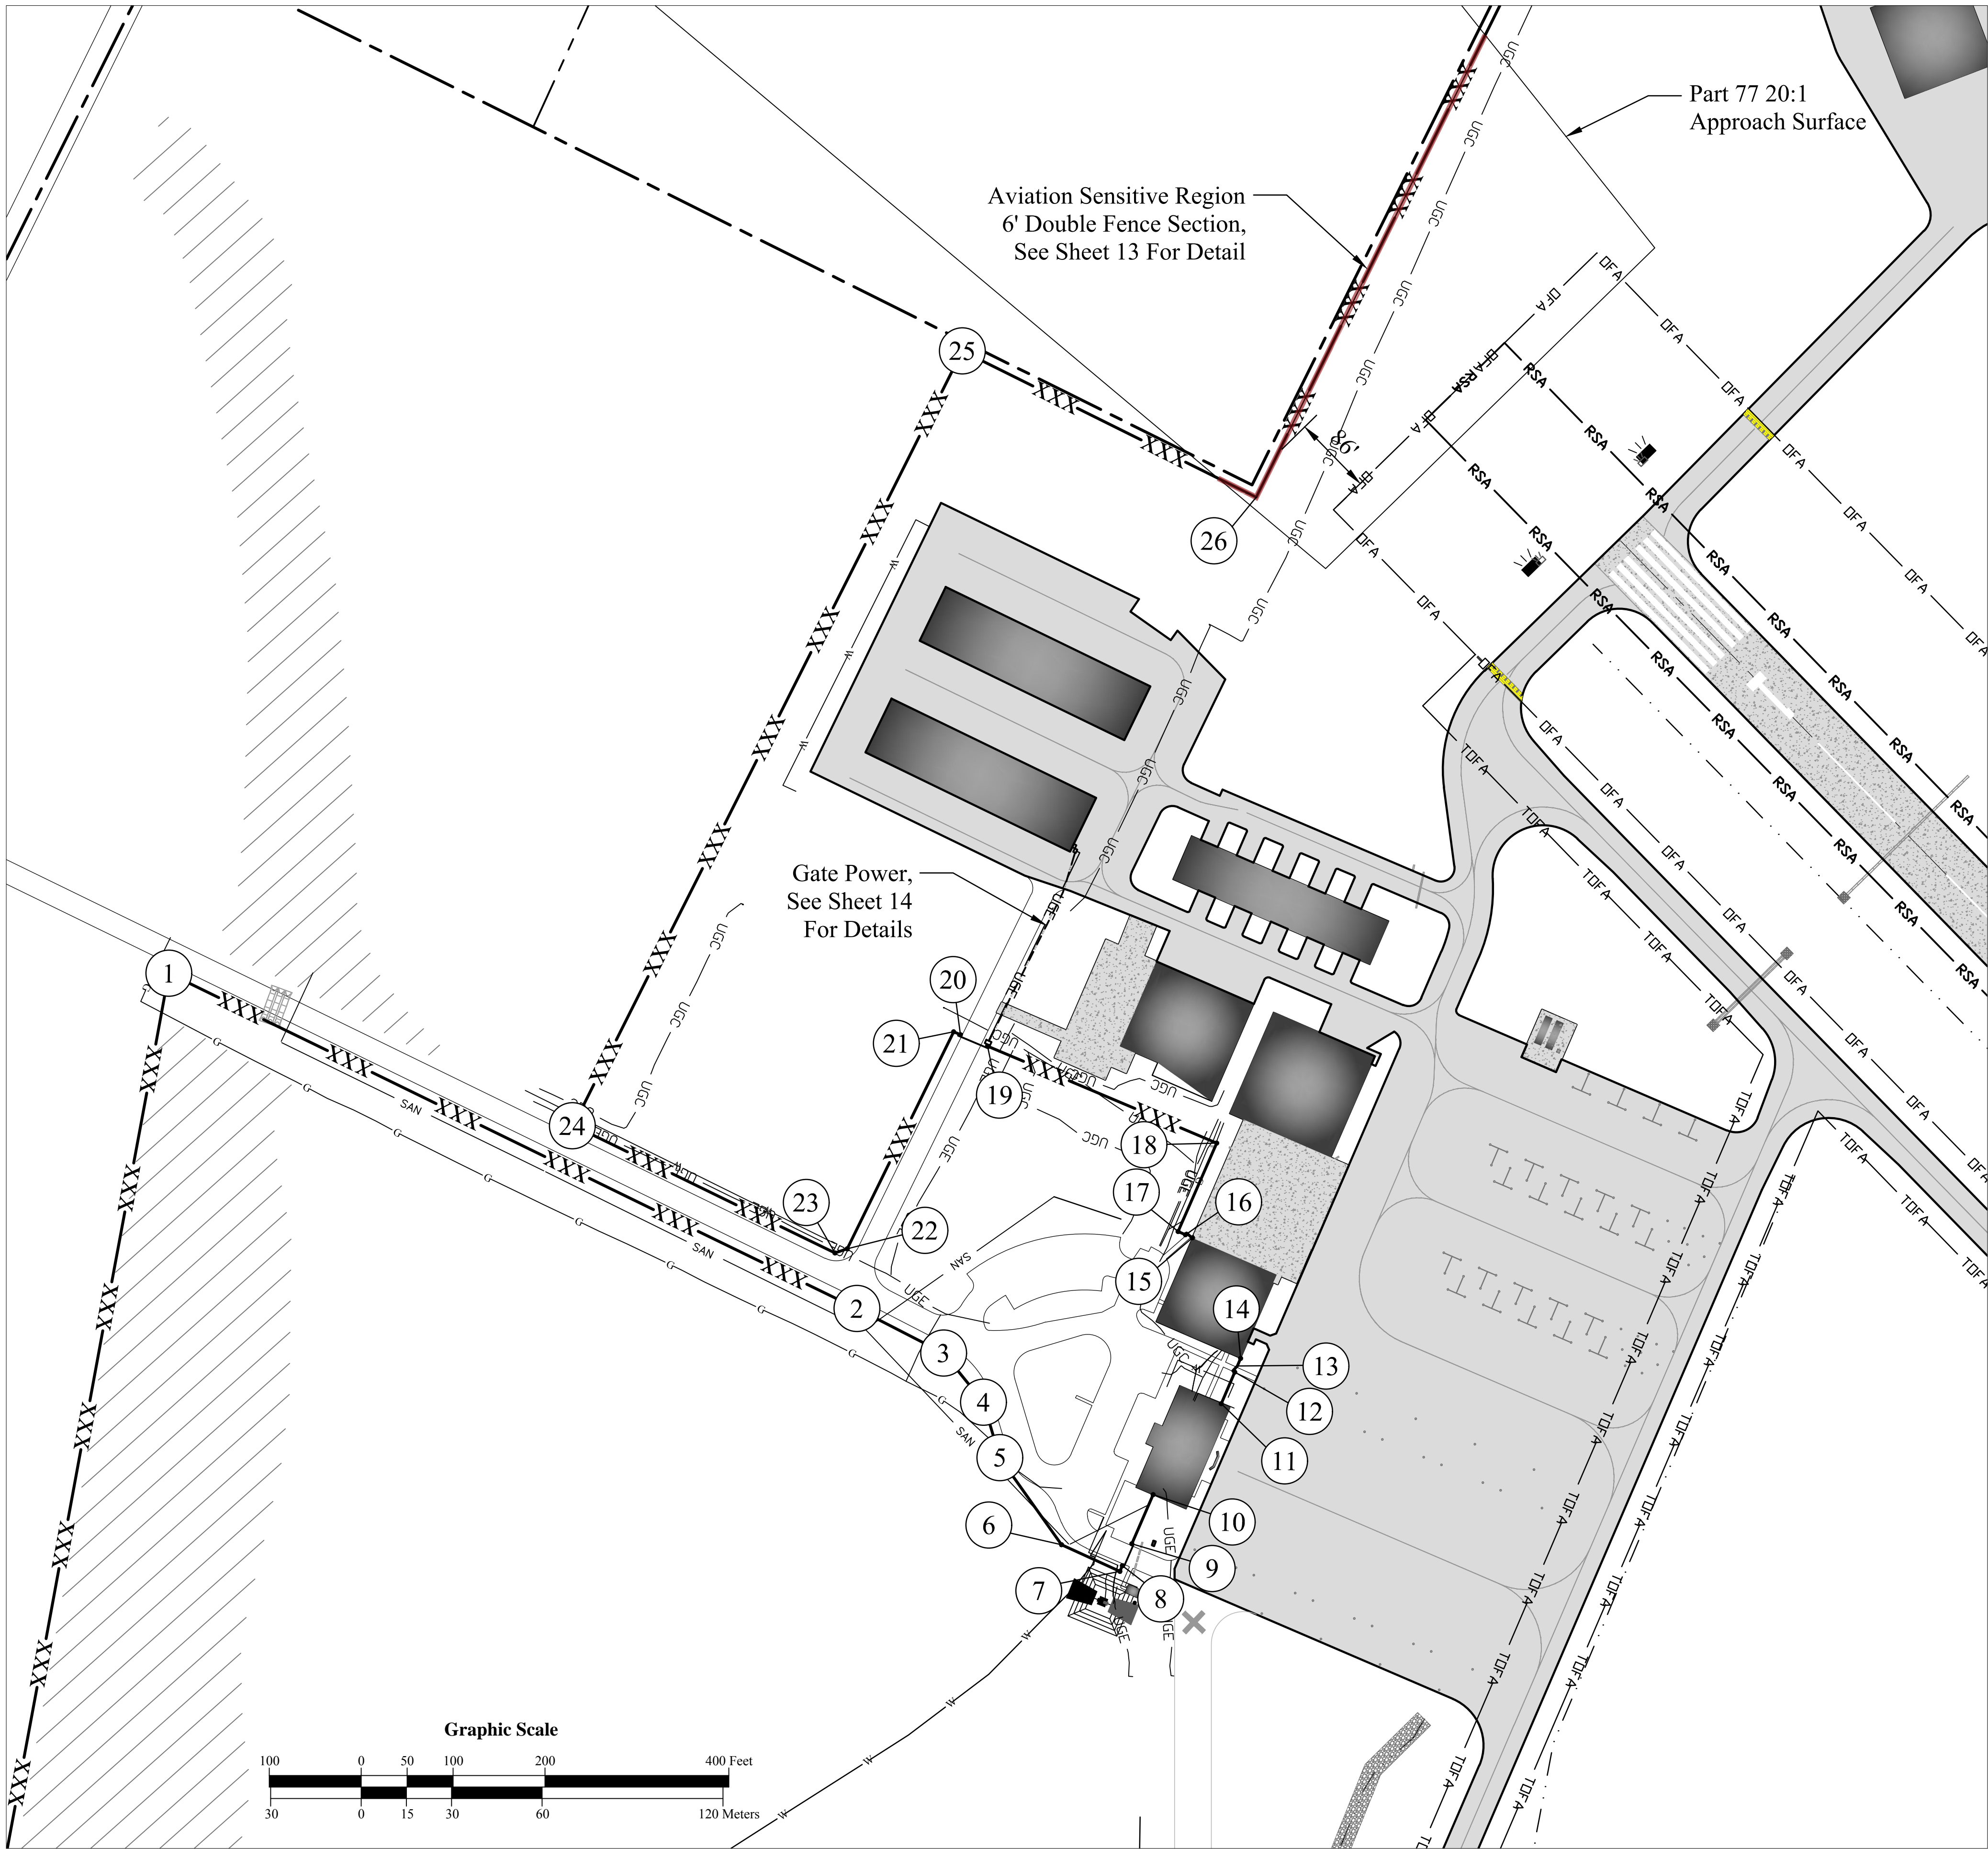 Part 77 20:1
Approach Surface
Aviation Sensitive Region
6' Double Fence Section,
See Sheet 13 For Detail
86'
25
26
Gate Power,
See Sheet 14
For Details
1
20
21
19
24
18
17
16
23
22
15
2
14
3
13
4
12
5
11
6
10
9
7
8
XXX
UGC
UGE
OFA
RSA
TOFA
SAN
G
W
Graphic Scale
100 0 50 100 200 400 Feet
30 0 15 30 60 120 Meters